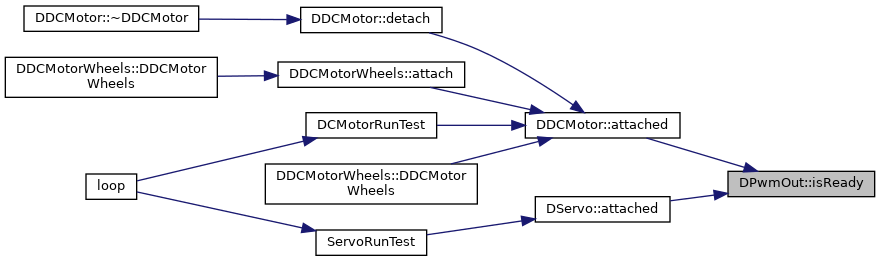 DDCMotor::~DDCMotor
DDCMotor::detach
DDCMotorWheels::DDCMotor
Wheels
DDCMotorWheels::attach
DCMotorRunTest
DDCMotor::attached
loop
DDCMotorWheels::DDCMotor
Wheels
DPwmOut::isReady
DServo::attached
ServoRunTest